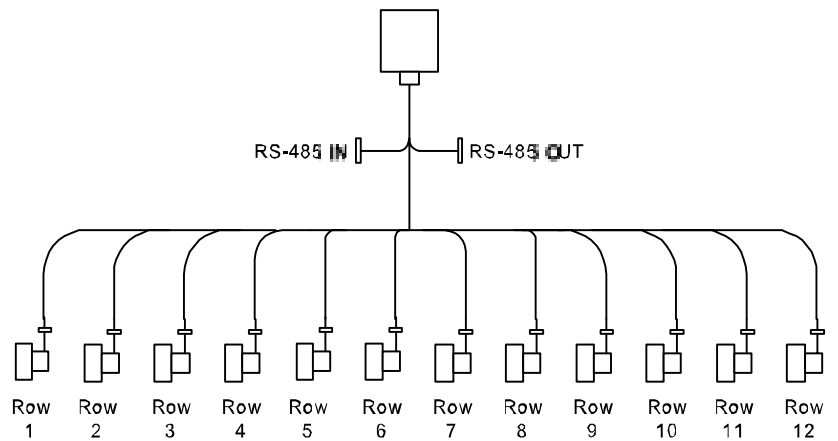 RS-485 IN
RS-485 OUT
Row 1
Row 2
Row 3
Row 4
Row 5
Row 6
Row 7
Row 8
Row 9
Row 10
Row 11
Row 12